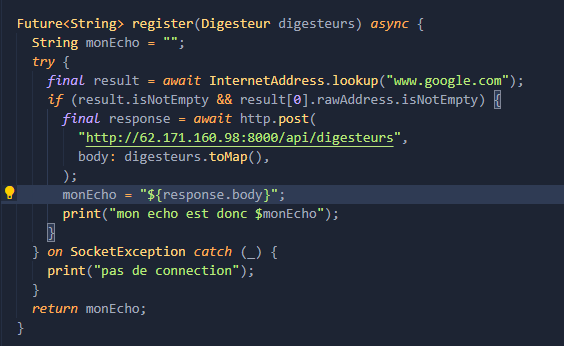 Future<String> register(Digesteur digesteurs) async {
String monEcho = "";
try {
final result = await InternetAddress.lookup("www.google.com");
if (result.isNotEmpty && result[0].rawAddress.isNotEmpty) {
final response = await http.post(
"http://62.171.160.98:8000/api/digesteurs",
body: digesteurs.toMap(),
);
monEcho = "${response.body}";
print("mon echo est donc $monEcho");
}
} on SocketException catch (_) {
print("pas de connection");
}
return monEcho;
}